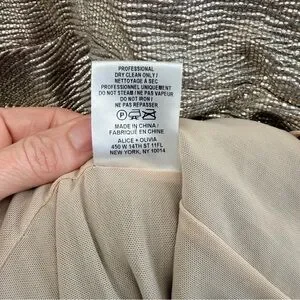 PROFESSIONAL
DRY CLEAN ONLY /
NETTOYAGE À SEC
PROFESSIONNEL UNIQUEMENT
DO NOT STEAM / NE PAS VAPEUR
DO NOT IRON /
NE PAS REPASSER
P
MADE IN CHINA /
FABRIQUÉ EN CHINE
ALICE + OLIVIA
450 W 14TH ST 11FL
NEW YORK, NY 10014